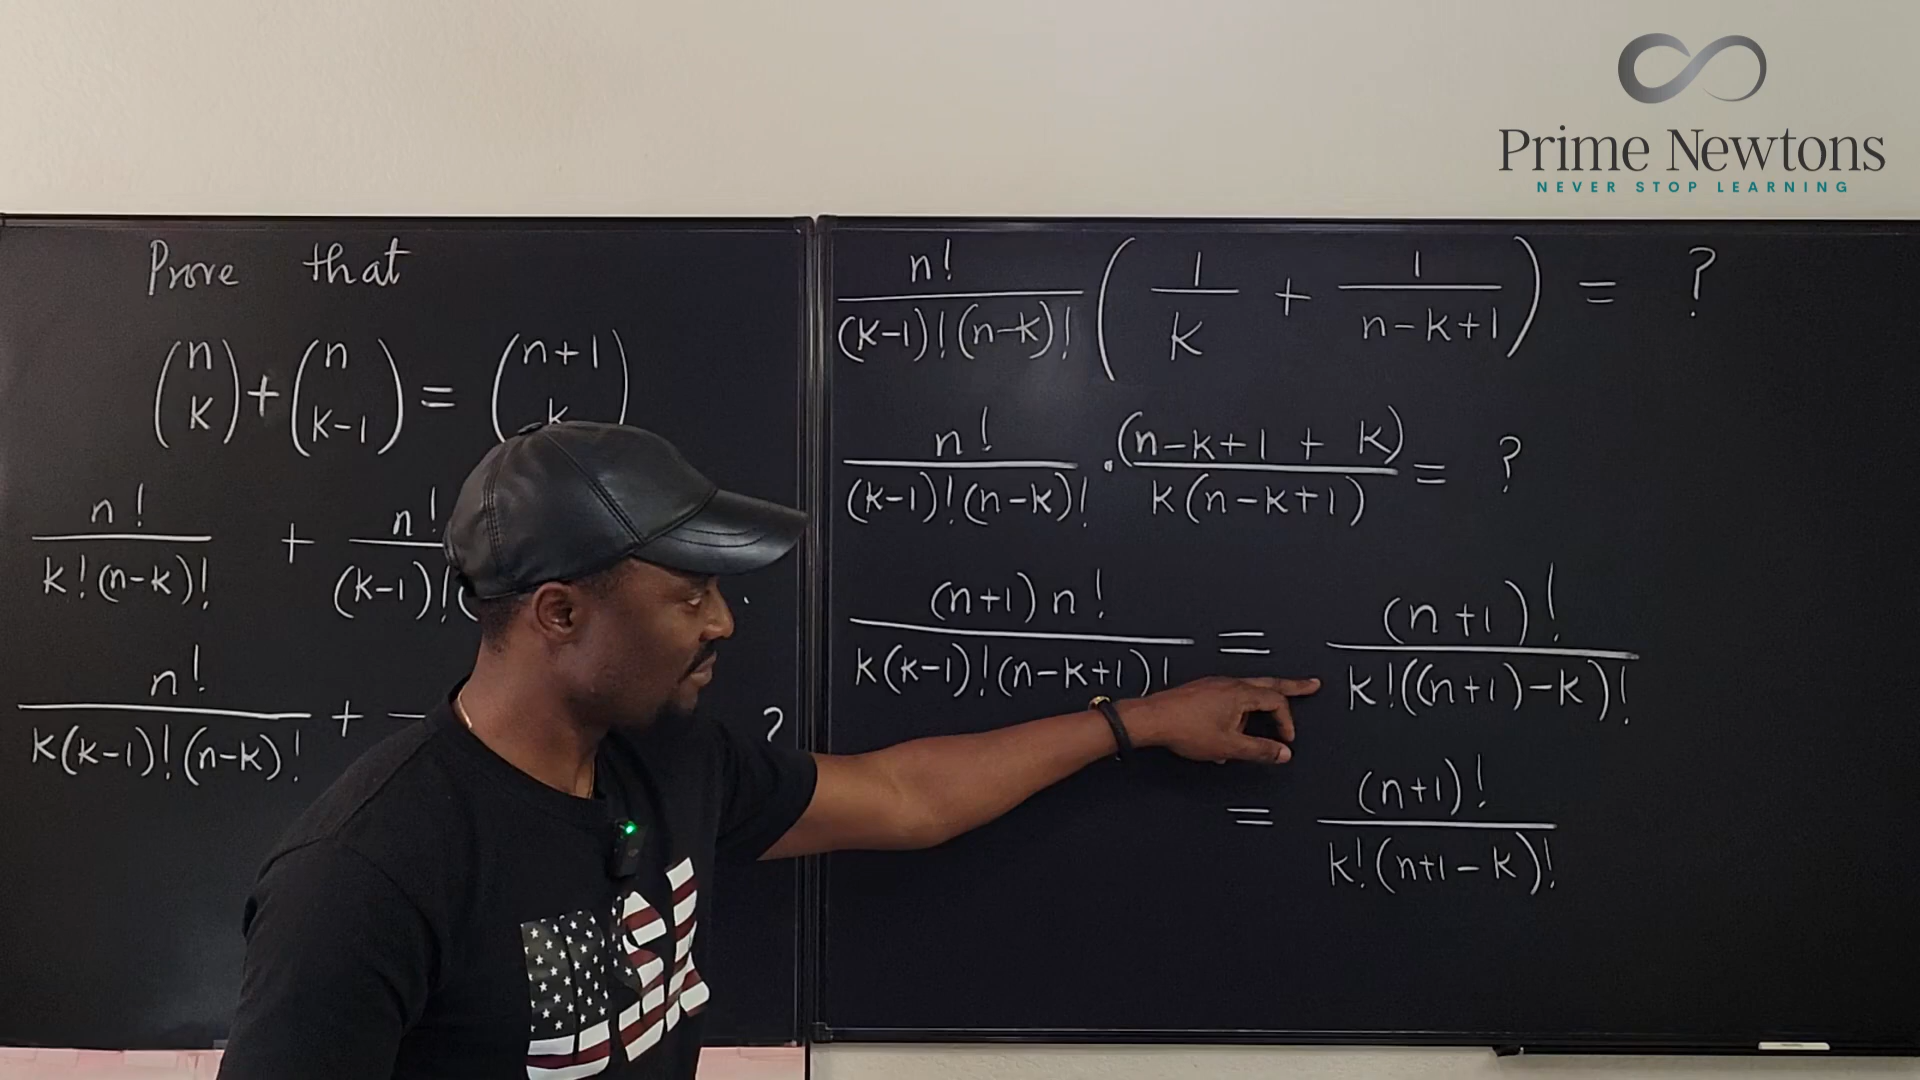 Prime Newtons
NEVER STOP LEARNING
Prove that
(n k) + (n k-1) = (n+1 k)
n! / k!(n-k)! + n! / (k-1)!(
n! / k(k-1)!(n-k)! + ?
n! / (k-1)!(n-k)! (1/k + 1/(n-k+1)) = ?
n! / (k-1)!(n-k)! · (n-k+1 + k) / k(n-k+1) = ?
(n+1)n! / k(k-1)!(n-k+1)! = (n+1)! / k!((n+1)-k)!
= (n+1)! / k!(n+1-k)!